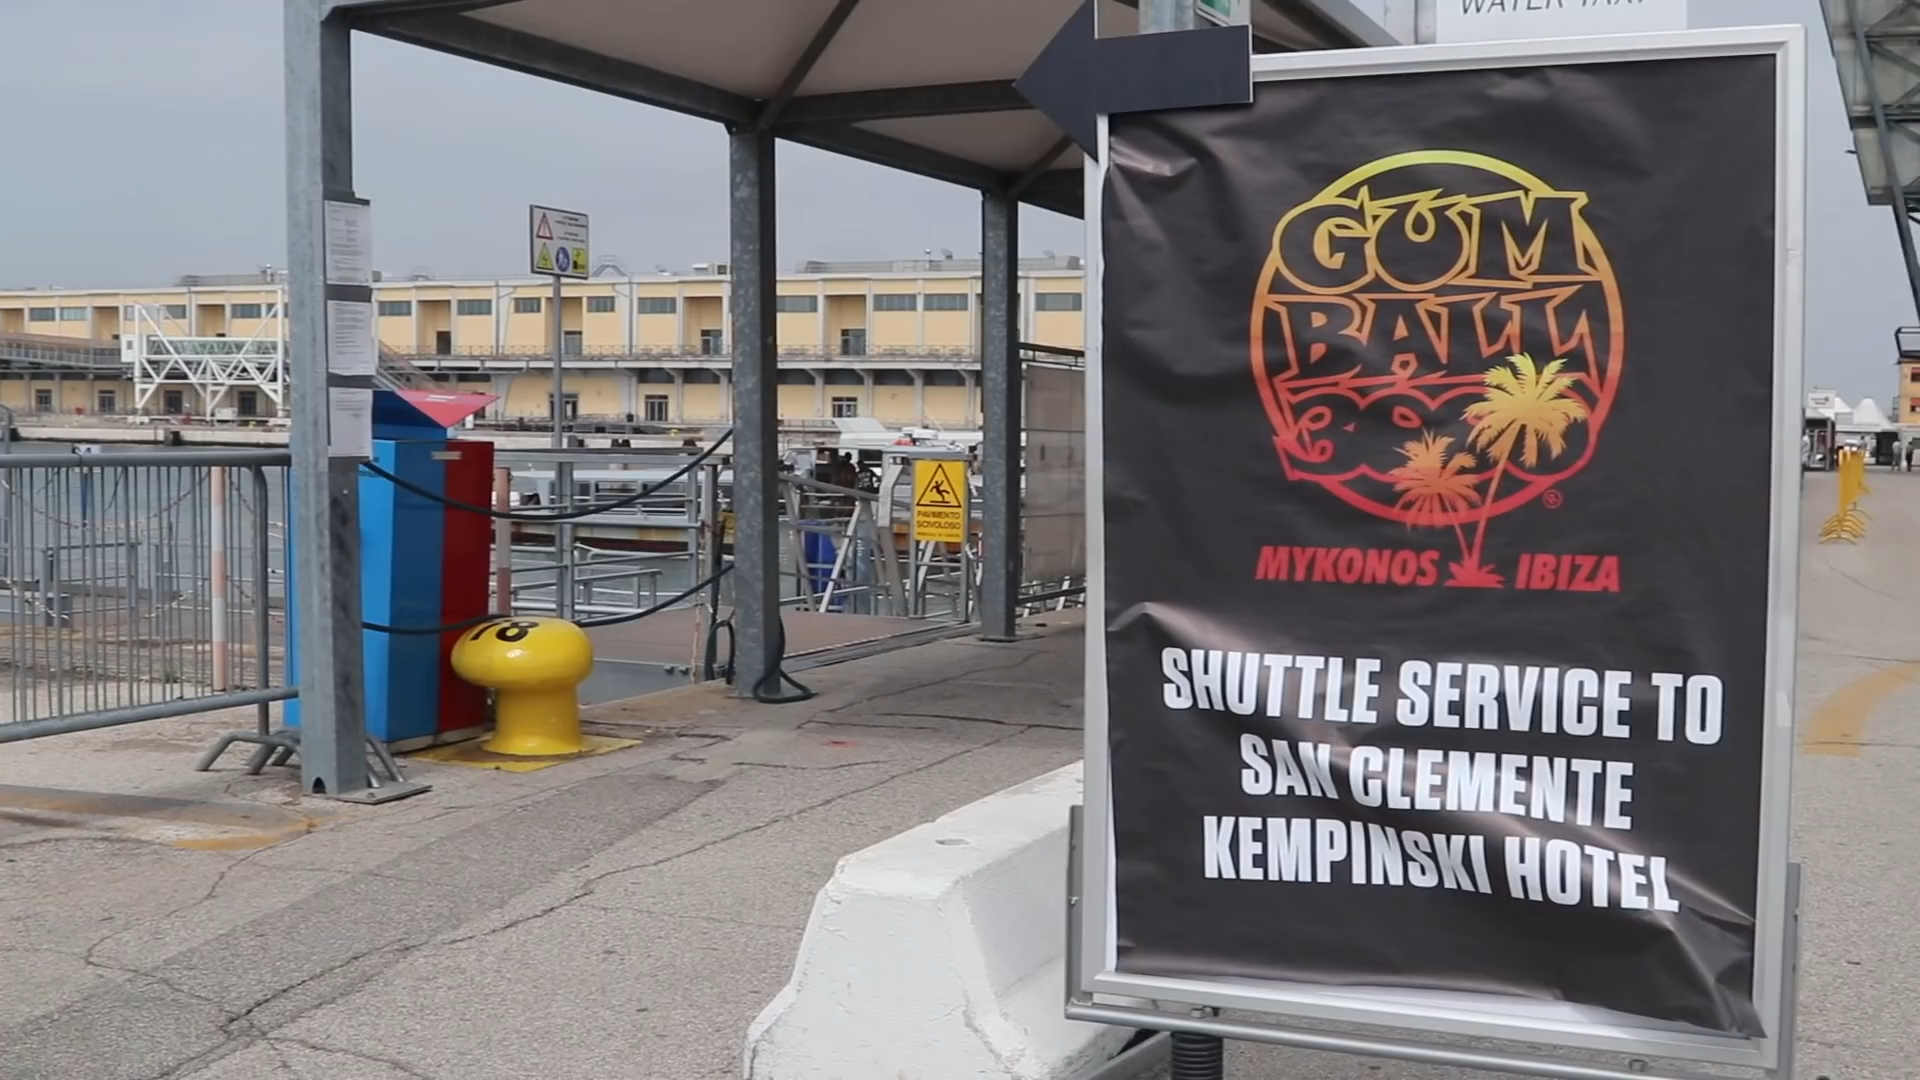 WATER TAXI
GUM
BALL
3000
®
MYKONOS IBIZA
SHUTTLE SERVICE TO
SAN CLEMENTE
KEMPINSKI HOTEL
PAVIMENTO
SCIVOLOSO
78